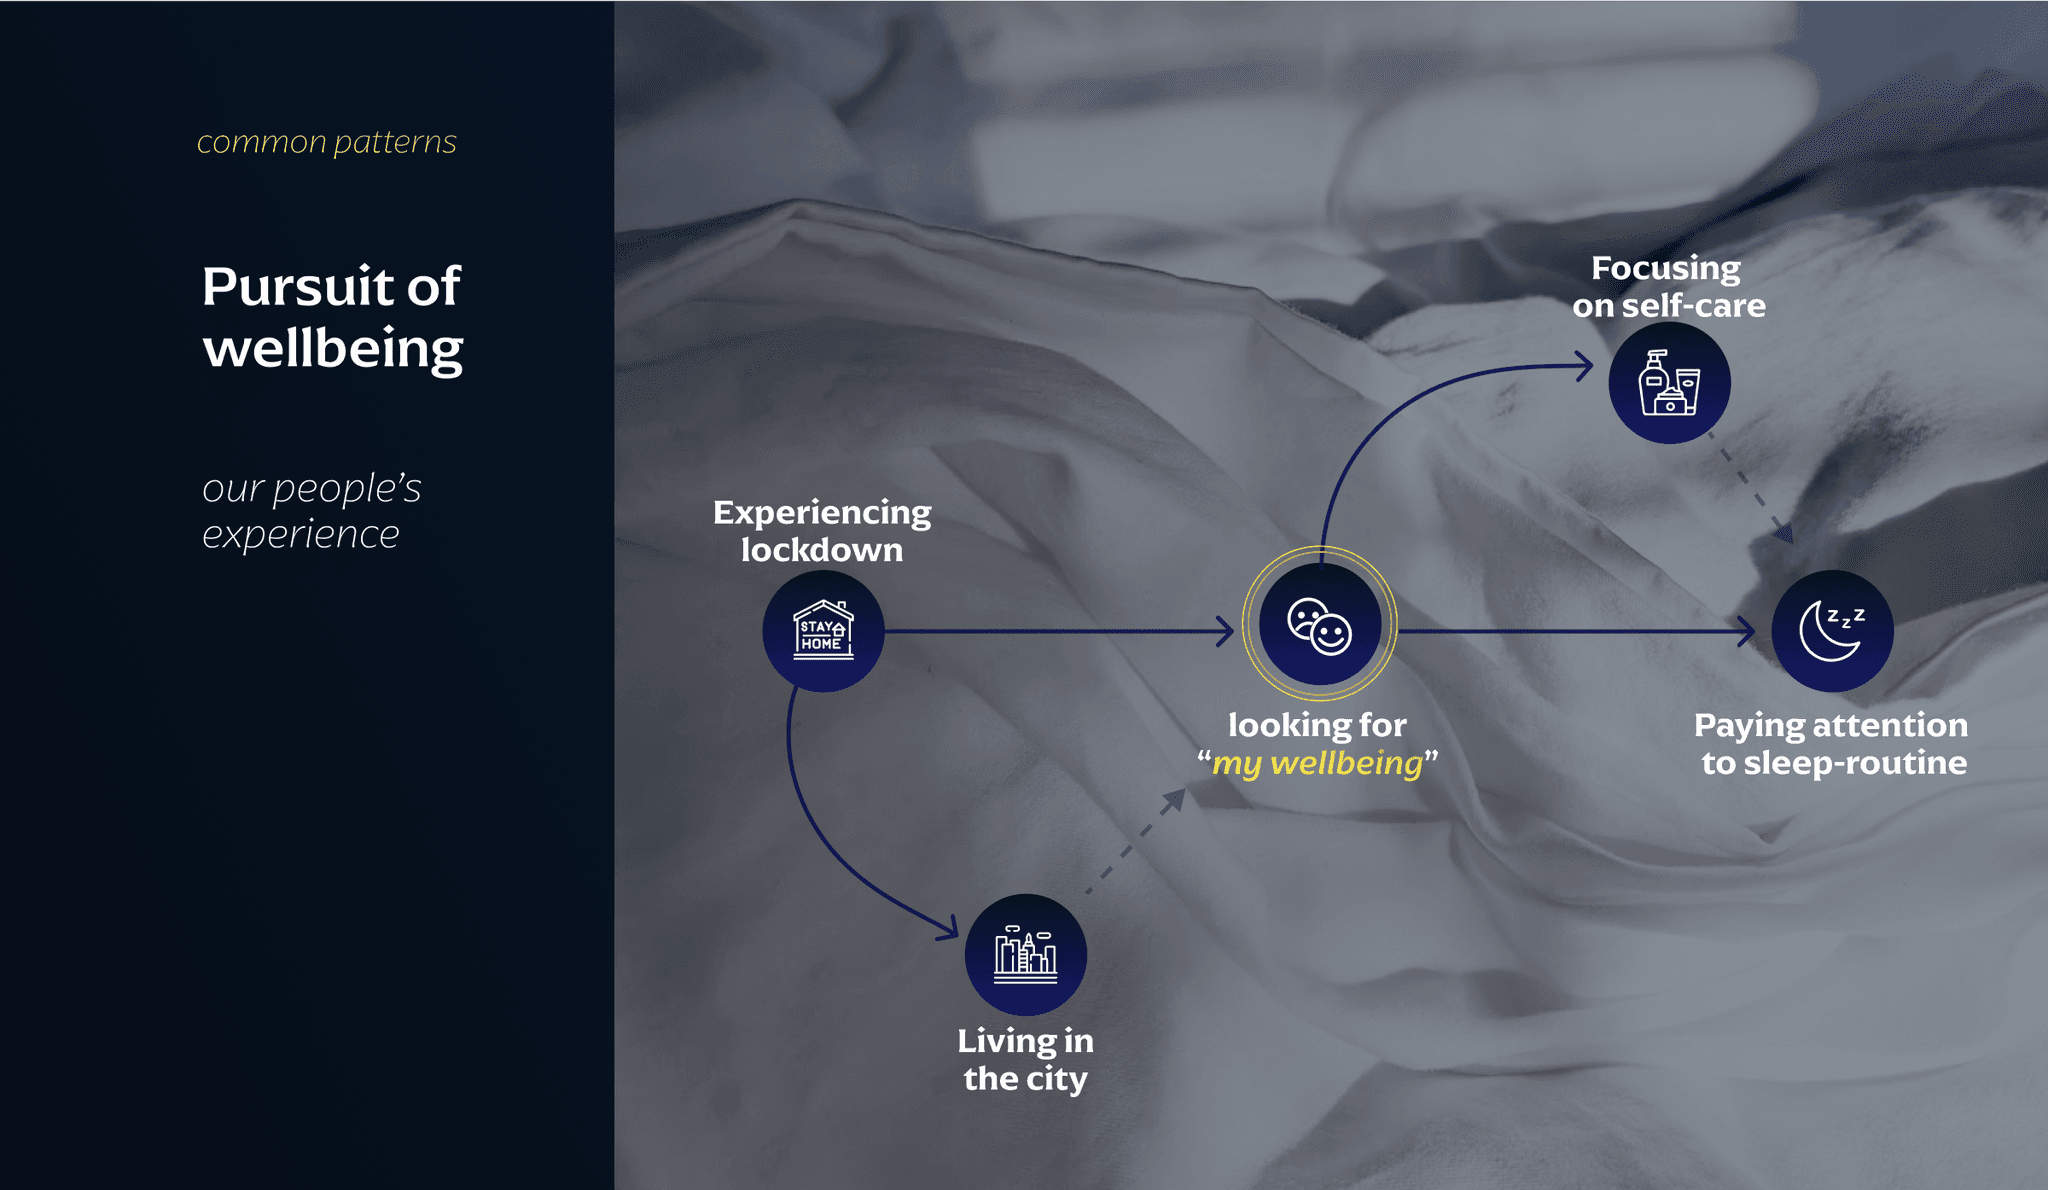 common patterns
Pursuit of
wellbeing
our people’s
experience
Experiencing
lockdown
STAY
HOME
Living in
the city
looking for
“my wellbeing”
Focusing
on self-care
z z z
Paying attention
to sleep-routine